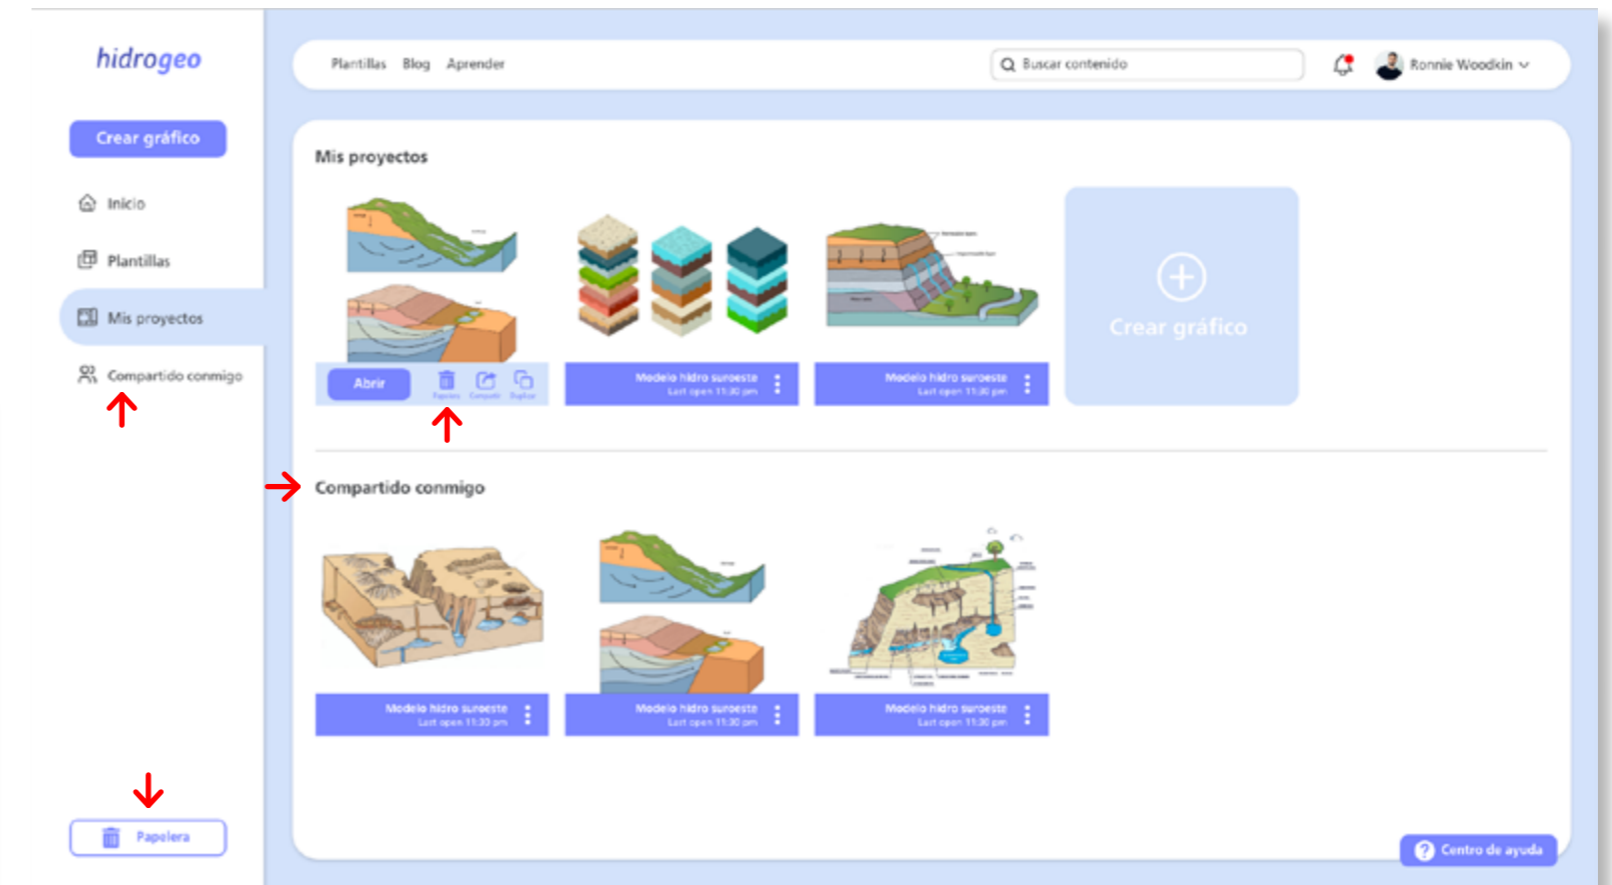 hidrogeo
Plantillas Blog Aprender
Buscar contenido
Ronnie Woodkin
Crear gráfico
Inicio
Plantillas
Mis proyectos
Compartido conmigo
Papelera
Mis proyectos
Abrir
Papelera Compartir Duplicar
Modelo hidro suroeste
Last open 11:30 pm
Modelo hidro suroeste
Last open 11:30 pm
Crear gráfico
Compartido conmigo
Modelo hidro suroeste
Last open 11:30 pm
Modelo hidro suroeste
Last open 11:30 pm
Modelo hidro suroeste
Last open 11:30 pm
? Centro de ayuda